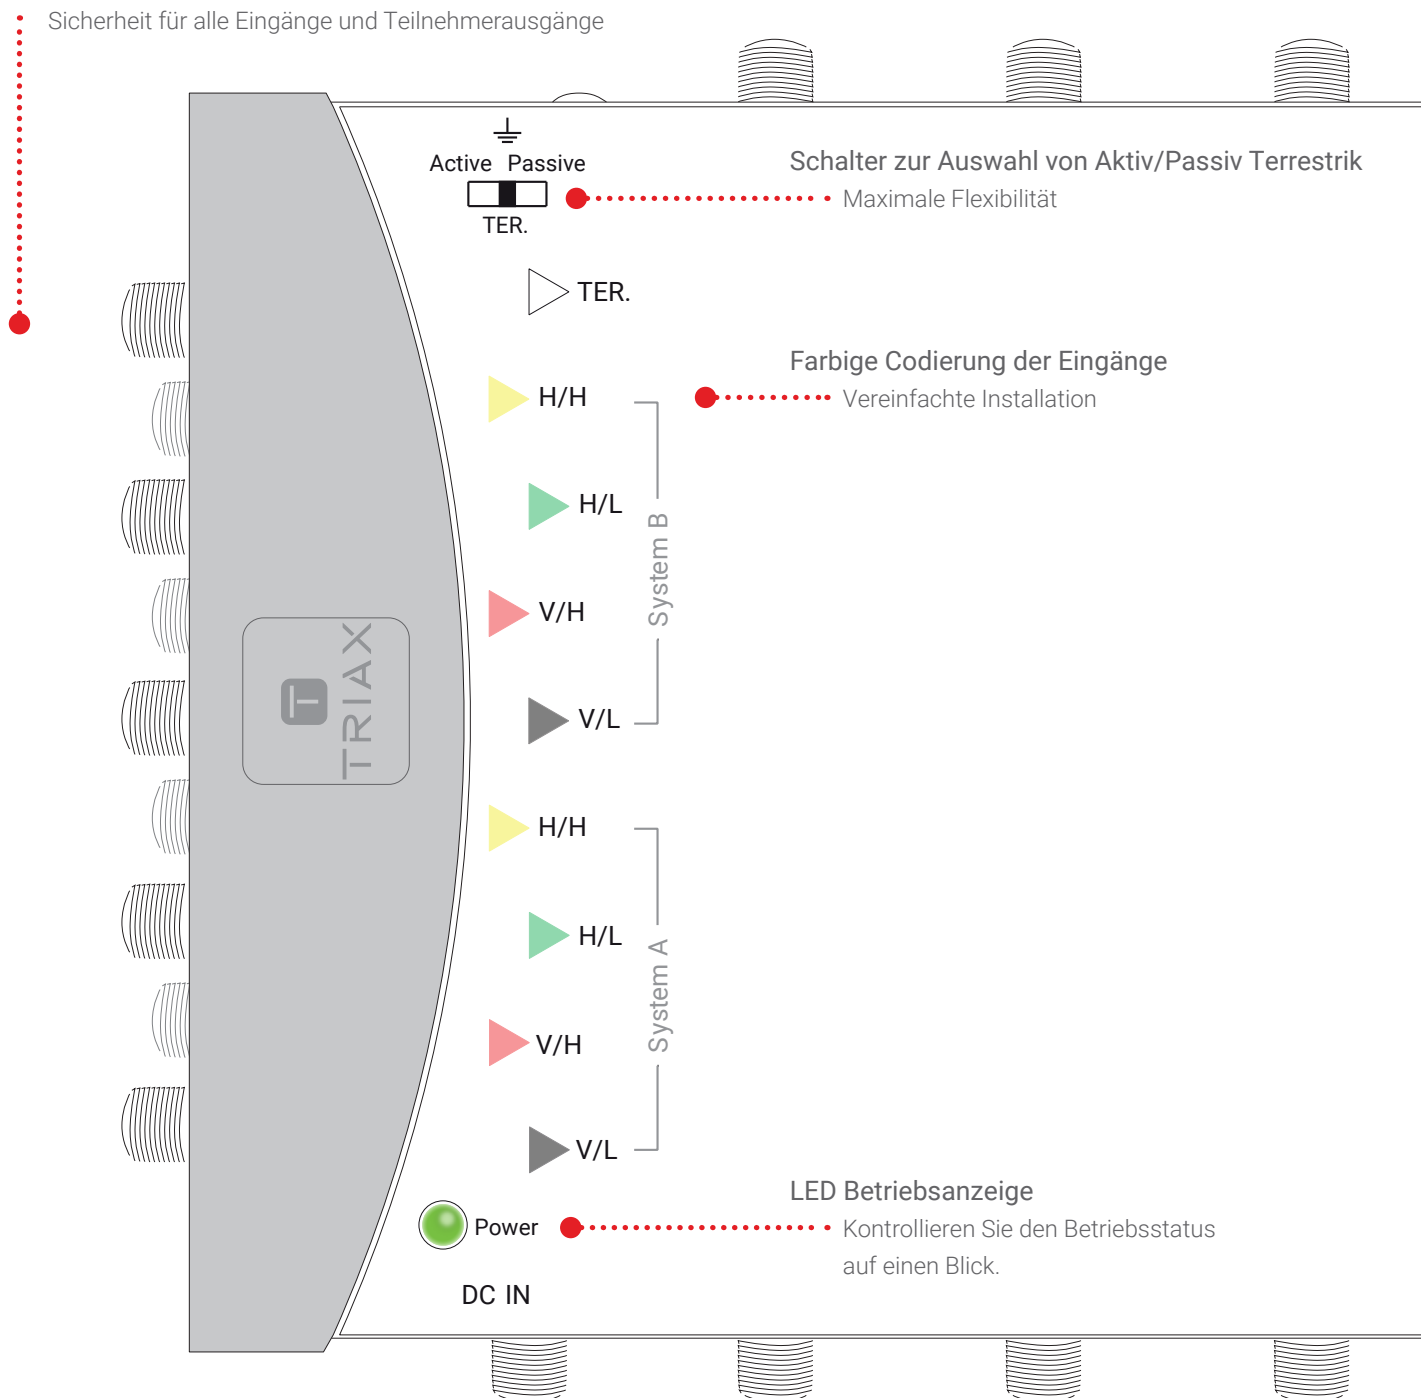 Sicherheit für alle Eingänge und Teilnehmerausgänge
Active Passive
TER.
Schalter zur Auswahl von Aktiv/Passiv Terrestrik
Maximale Flexibilität
TER.
Farbige Codierung der Eingänge
Vereinfachte Installation
H/H
H/L
V/H
V/L
System B
TRIAX
H/H
H/L
V/H
V/L
System A
LED Betriebsanzeige
Kontrollieren Sie den Betriebsstatus
auf einen Blick.
Power
DC IN